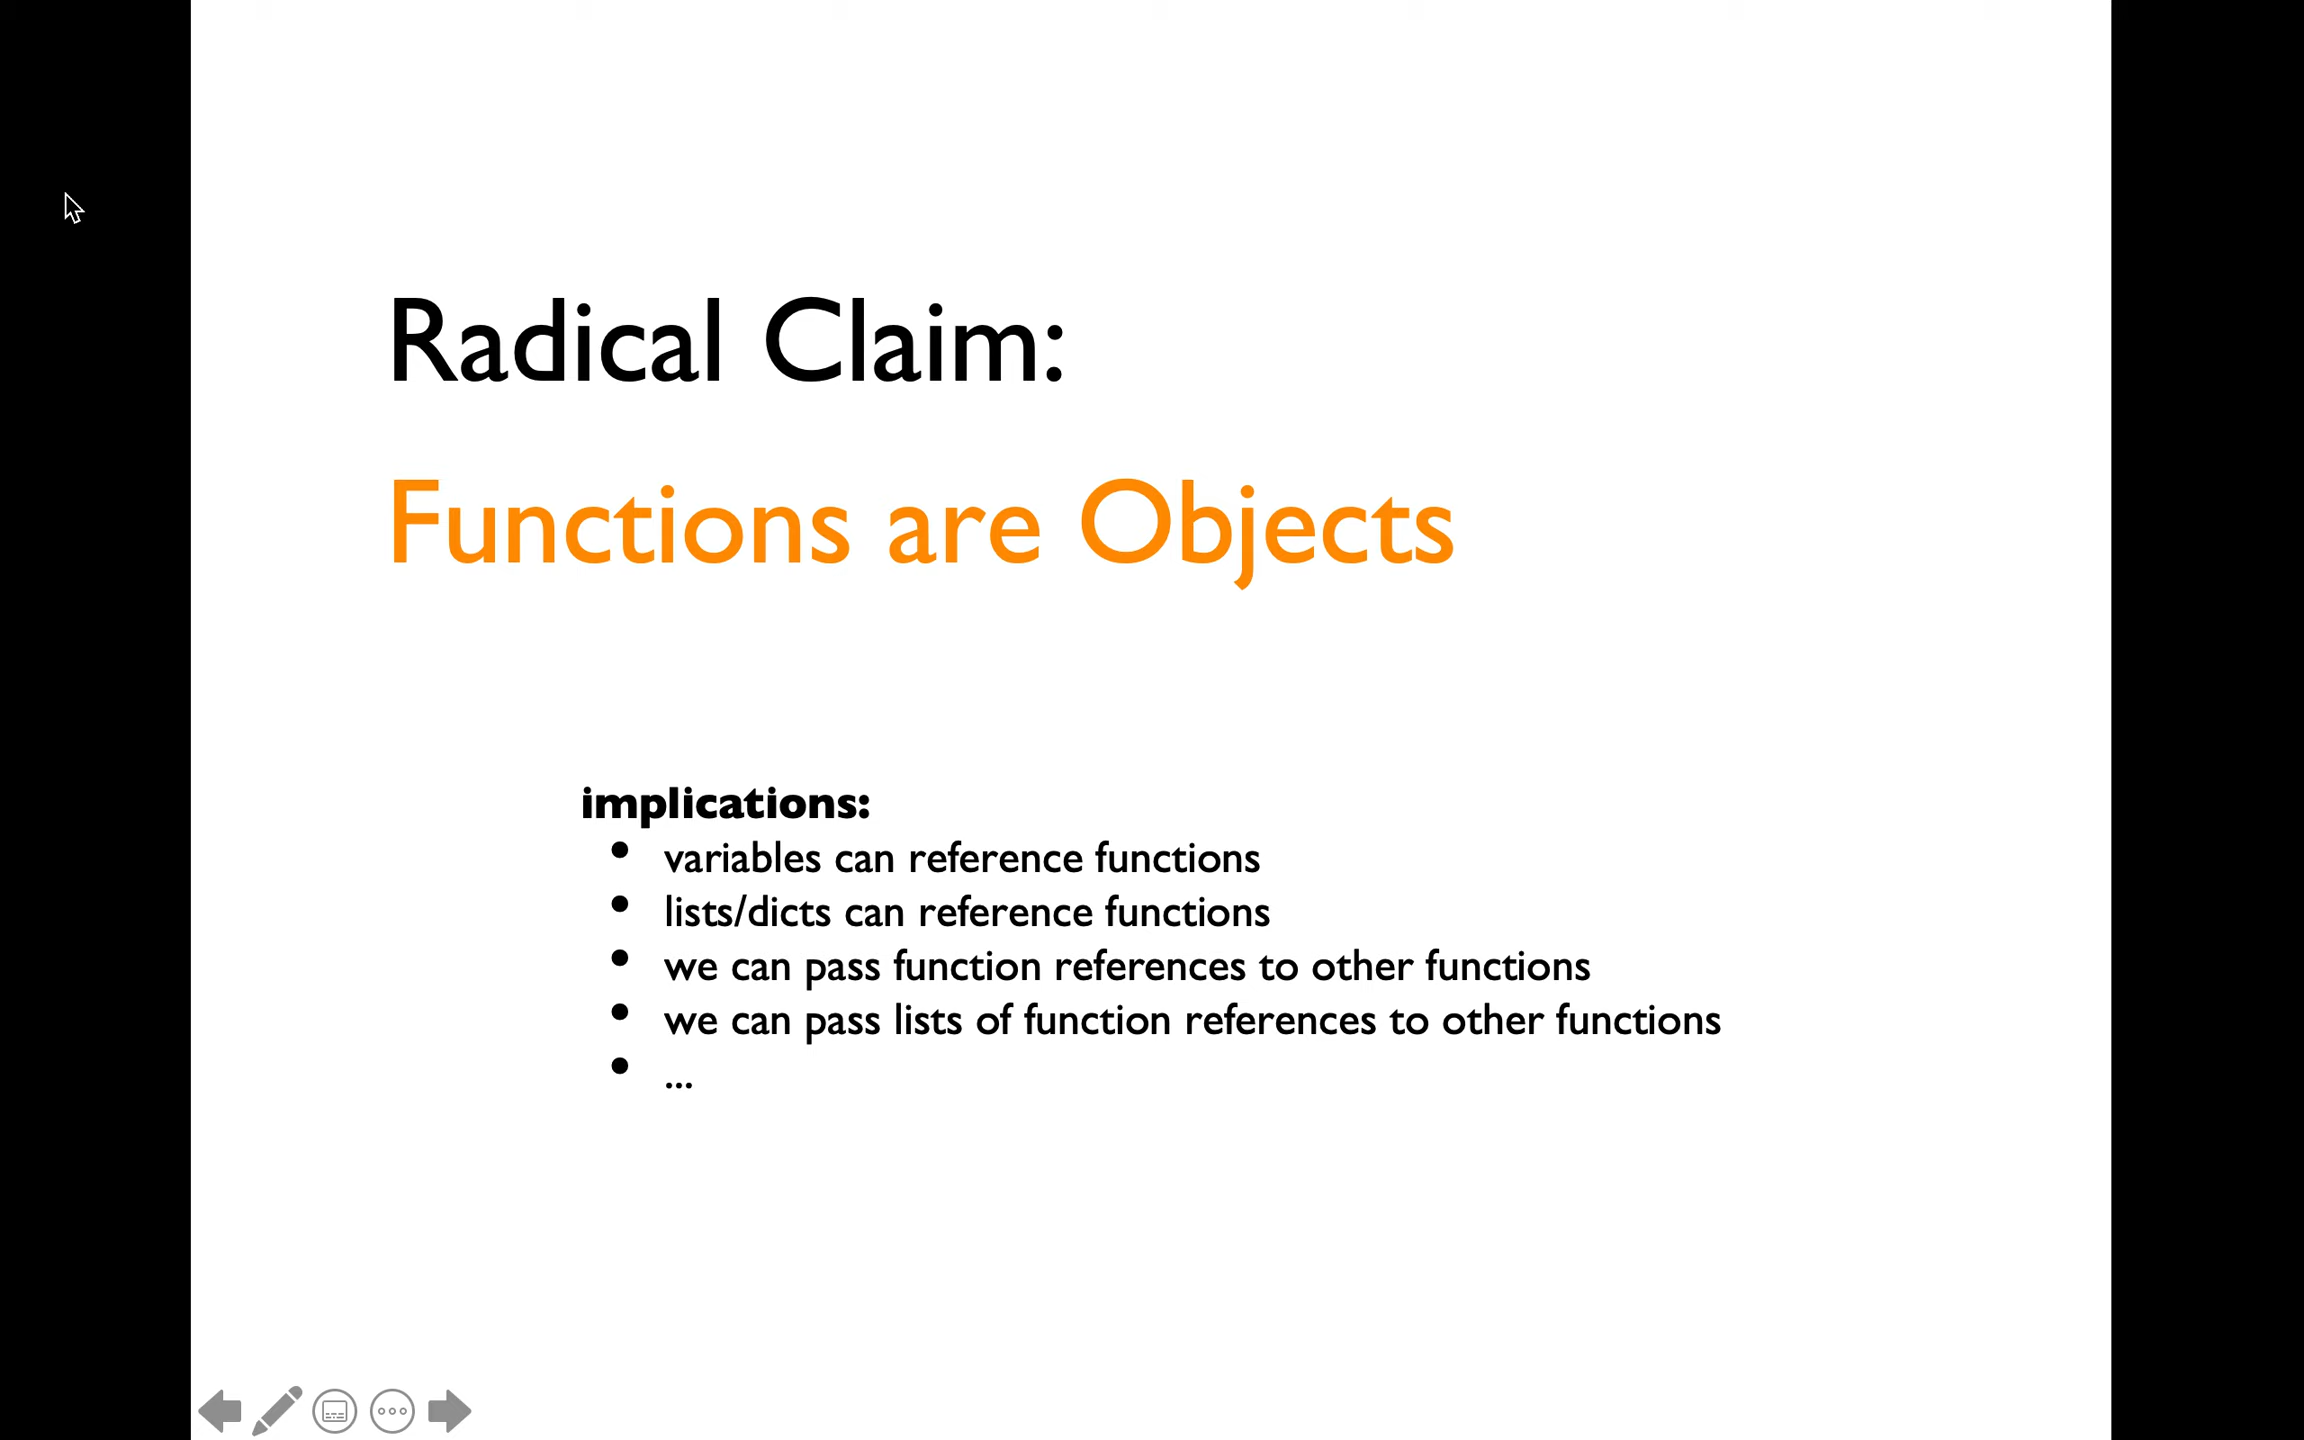 Radical Claim:
Functions are Objects
implications:
• variables can reference functions
• lists/dicts can reference functions
• we can pass function references to other functions
• we can pass lists of function references to other functions
• ...